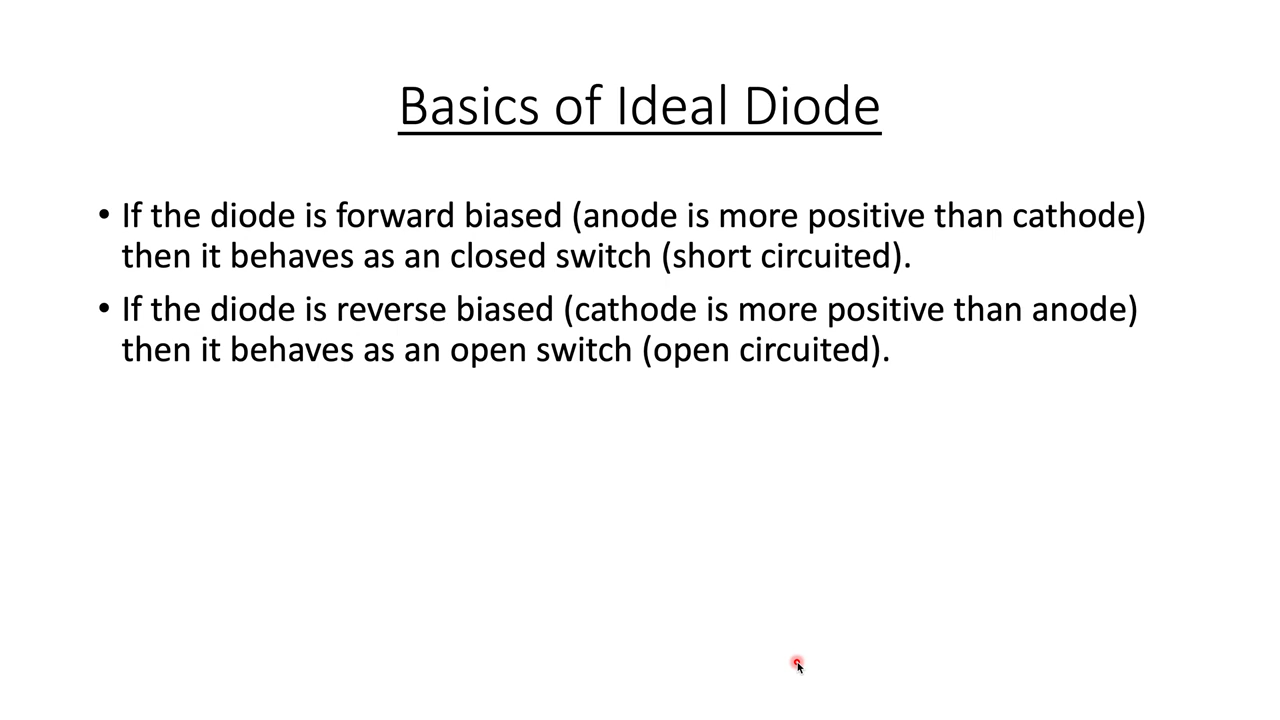 Basics of Ideal Diode
• If the diode is forward biased (anode is more positive than cathode)
then it behaves as an closed switch (short circuited).
• If the diode is reverse biased (cathode is more positive than anode)
then it behaves as an open switch (open circuited).